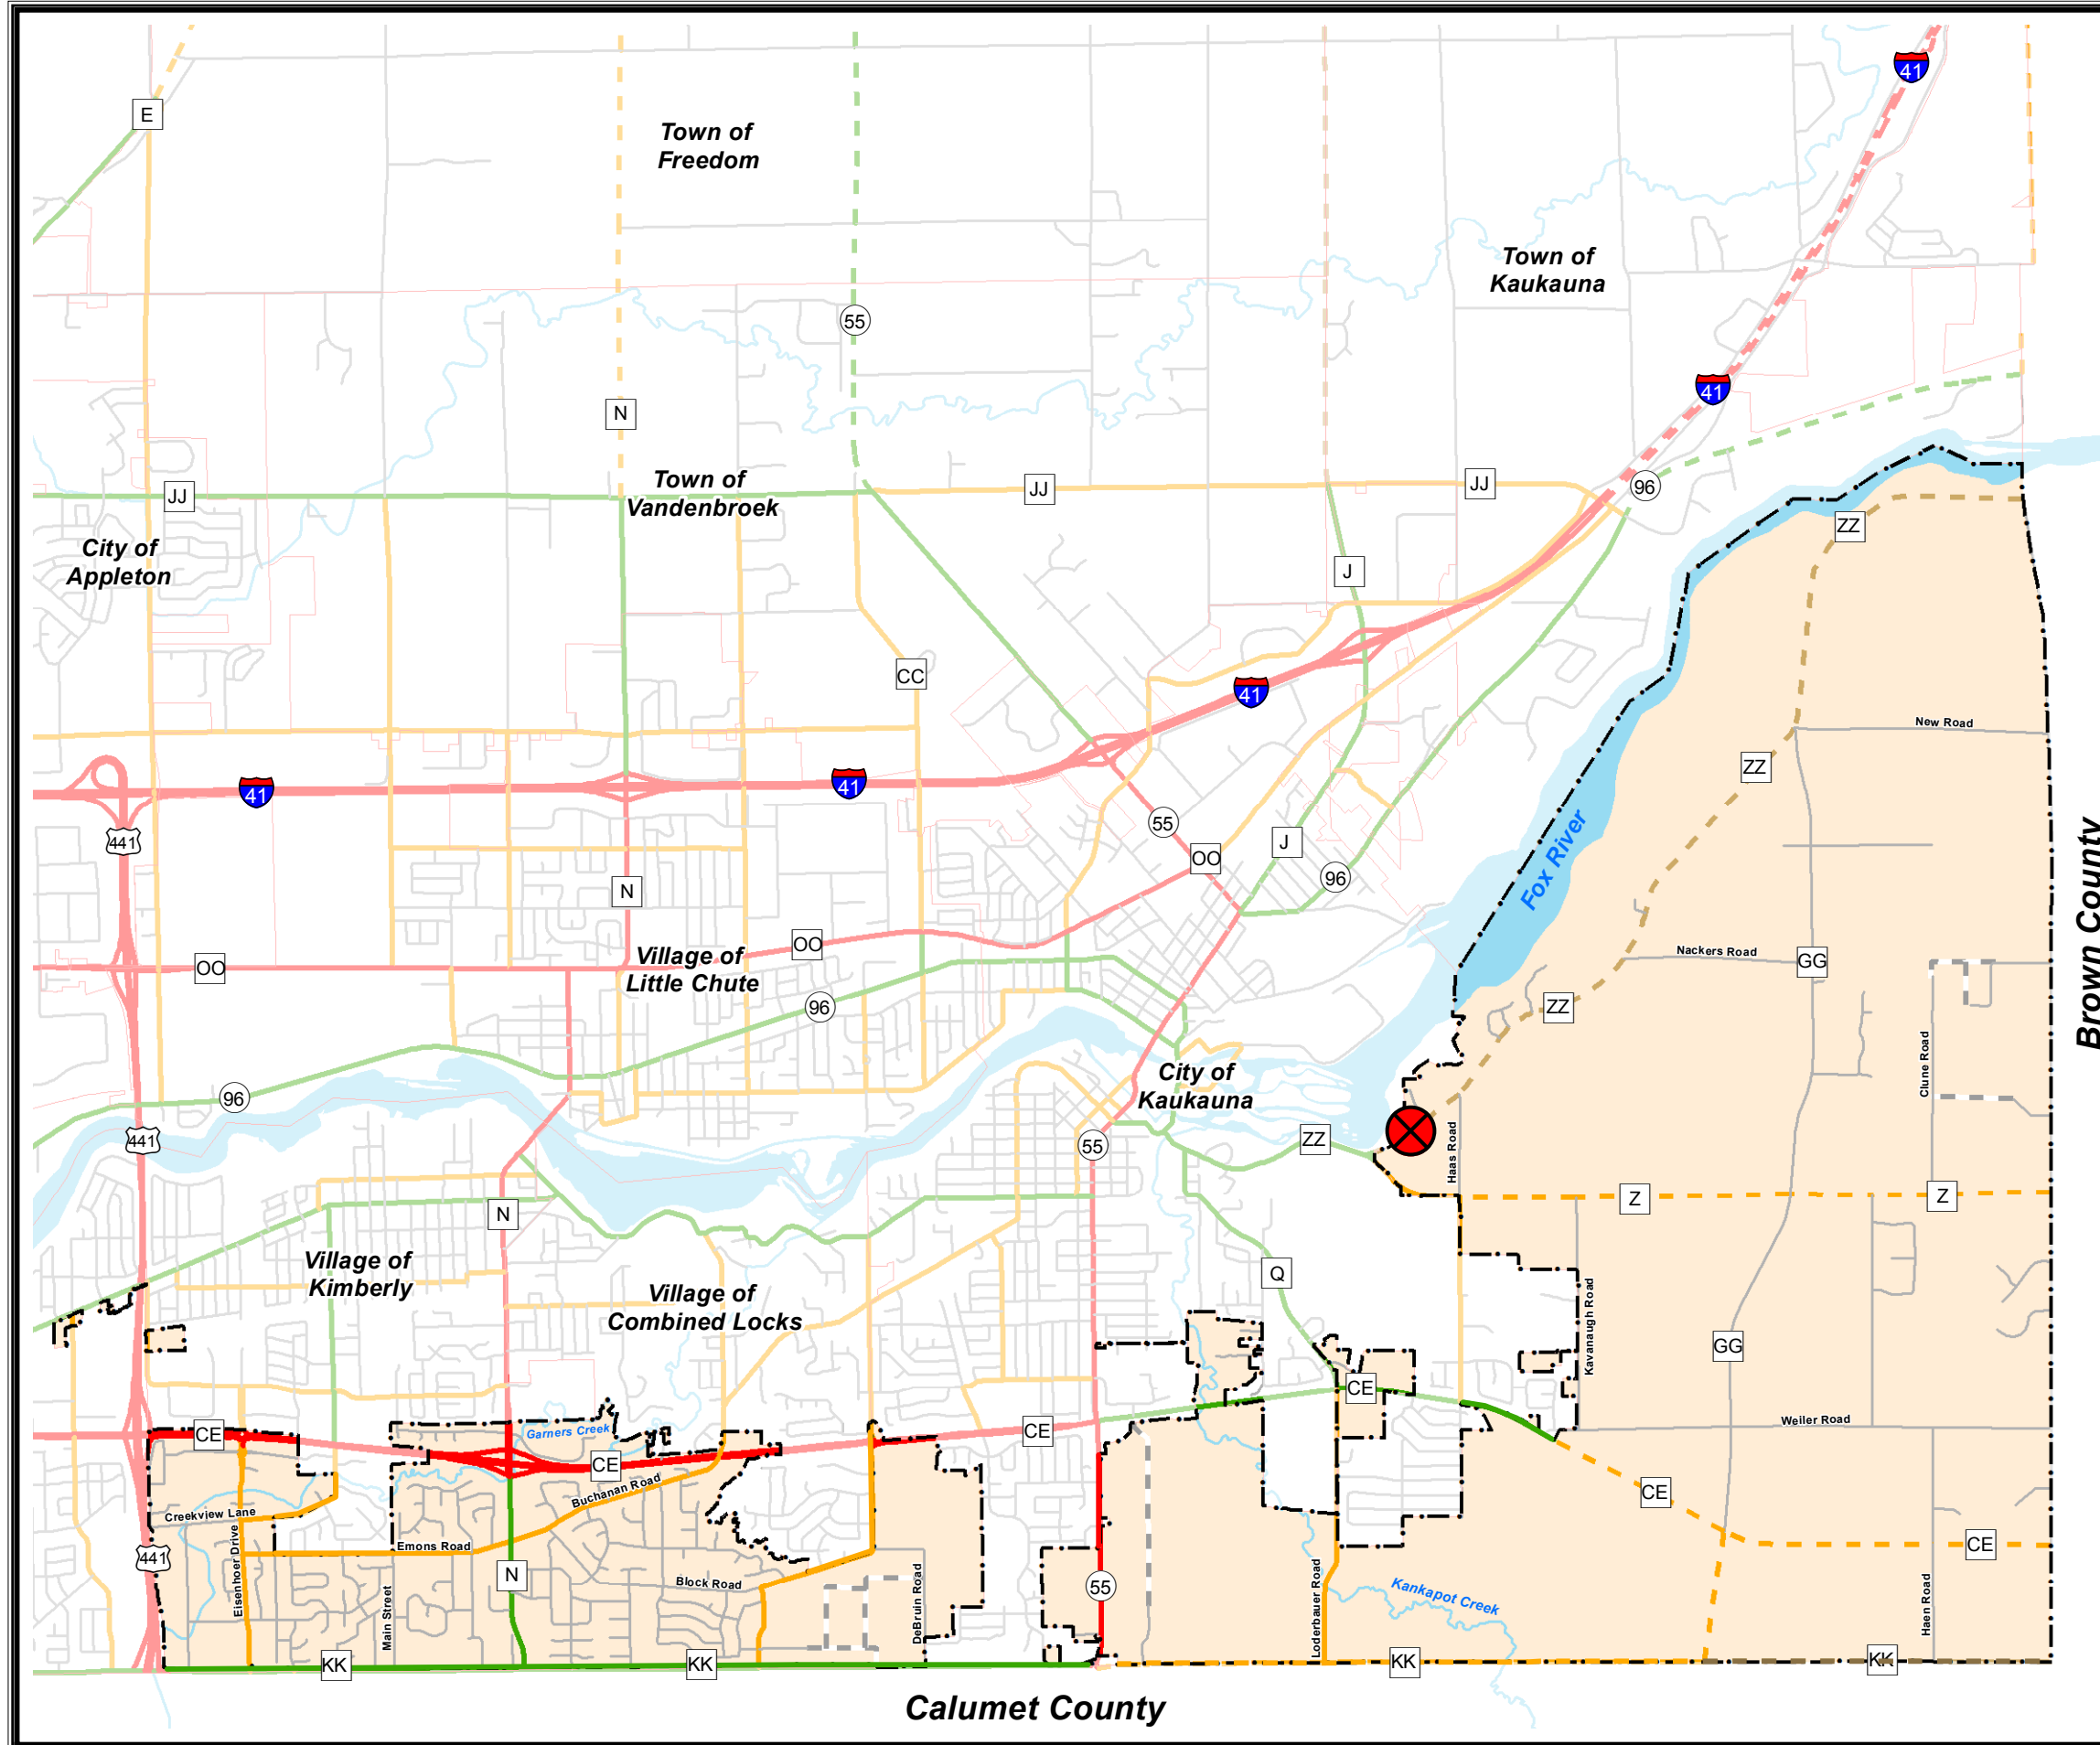 41
E
Town of
Freedom
Town of
Kaukauna
55
41
N
JJ
Town of
Vandenbroek
JJ
JJ
96
ZZ
City of
Appleton
J
CC
41
New Road
ZZ
41
41
441
55
Fox River
J
OO
96
N
Brown County
OO
Village of
Little Chute
OO
Nackers Road
GG
96
ZZ
Clune Road
City of
Kaukauna
96
441
55
ZZ
Haas Road
Z
Z
N
Village of
Kimberly
Q
Village of
Combined Locks
Kavanaugh Road
GG
CE
CE
Garners Creek
CE
Weiler Road
CE
Buchanan Road
CE
Creekview Lane
Eisenhoer Drive
Emons Road
CE
441
N
Block Road
55
Main Street
DeBruin Road
Loderbauer Road
Kankapot Creek
Haen Road
KK
KK
KK
KK
Calumet County